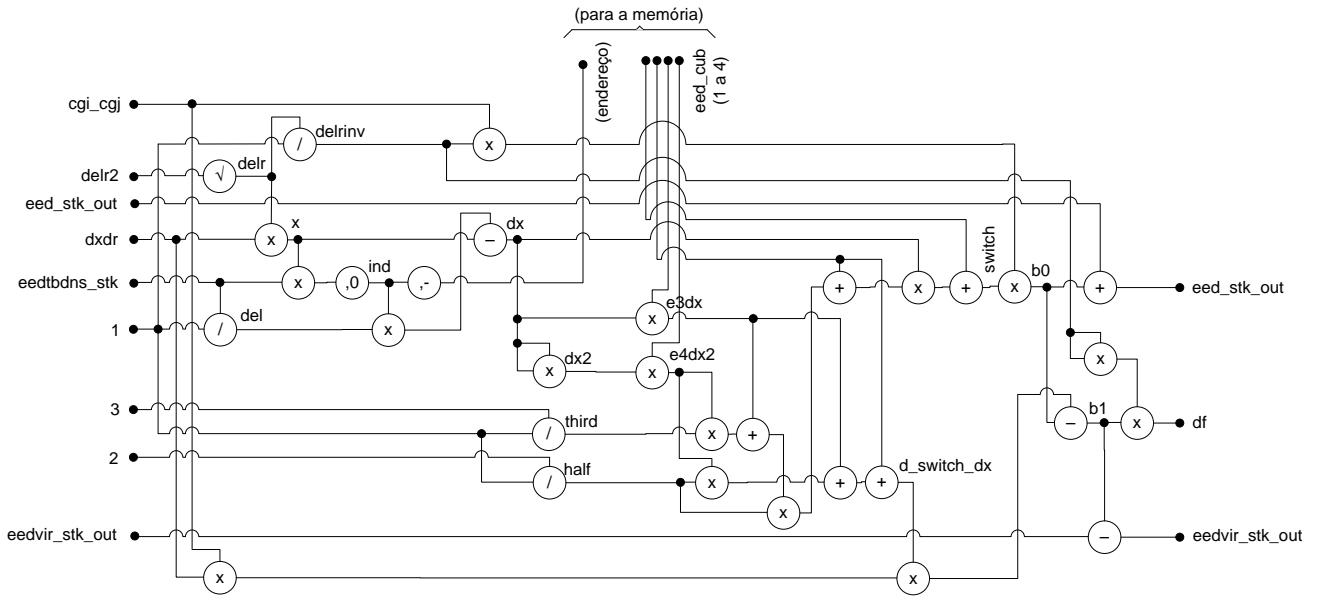 (para a memória)
(endereço)
eed_cub
(1 a 4)
cgi_cgj
/
delrinv
x
delr2
√
delr
eed_stk_out
dxdr
x
x
–
dx
switch
eedtbdns_stk
x
,0
ind
,-
+
x
+
x
b0
+
eed_stk_out
1
/
del
x
x
e3dx
x
dx2
x
e4dx2
x
3
/
third
x
+
–
b1
x
df
2
/
half
x
+
+
d_switch_dx
x
eedvir_stk_out
–
eedvir_stk_out
x
x